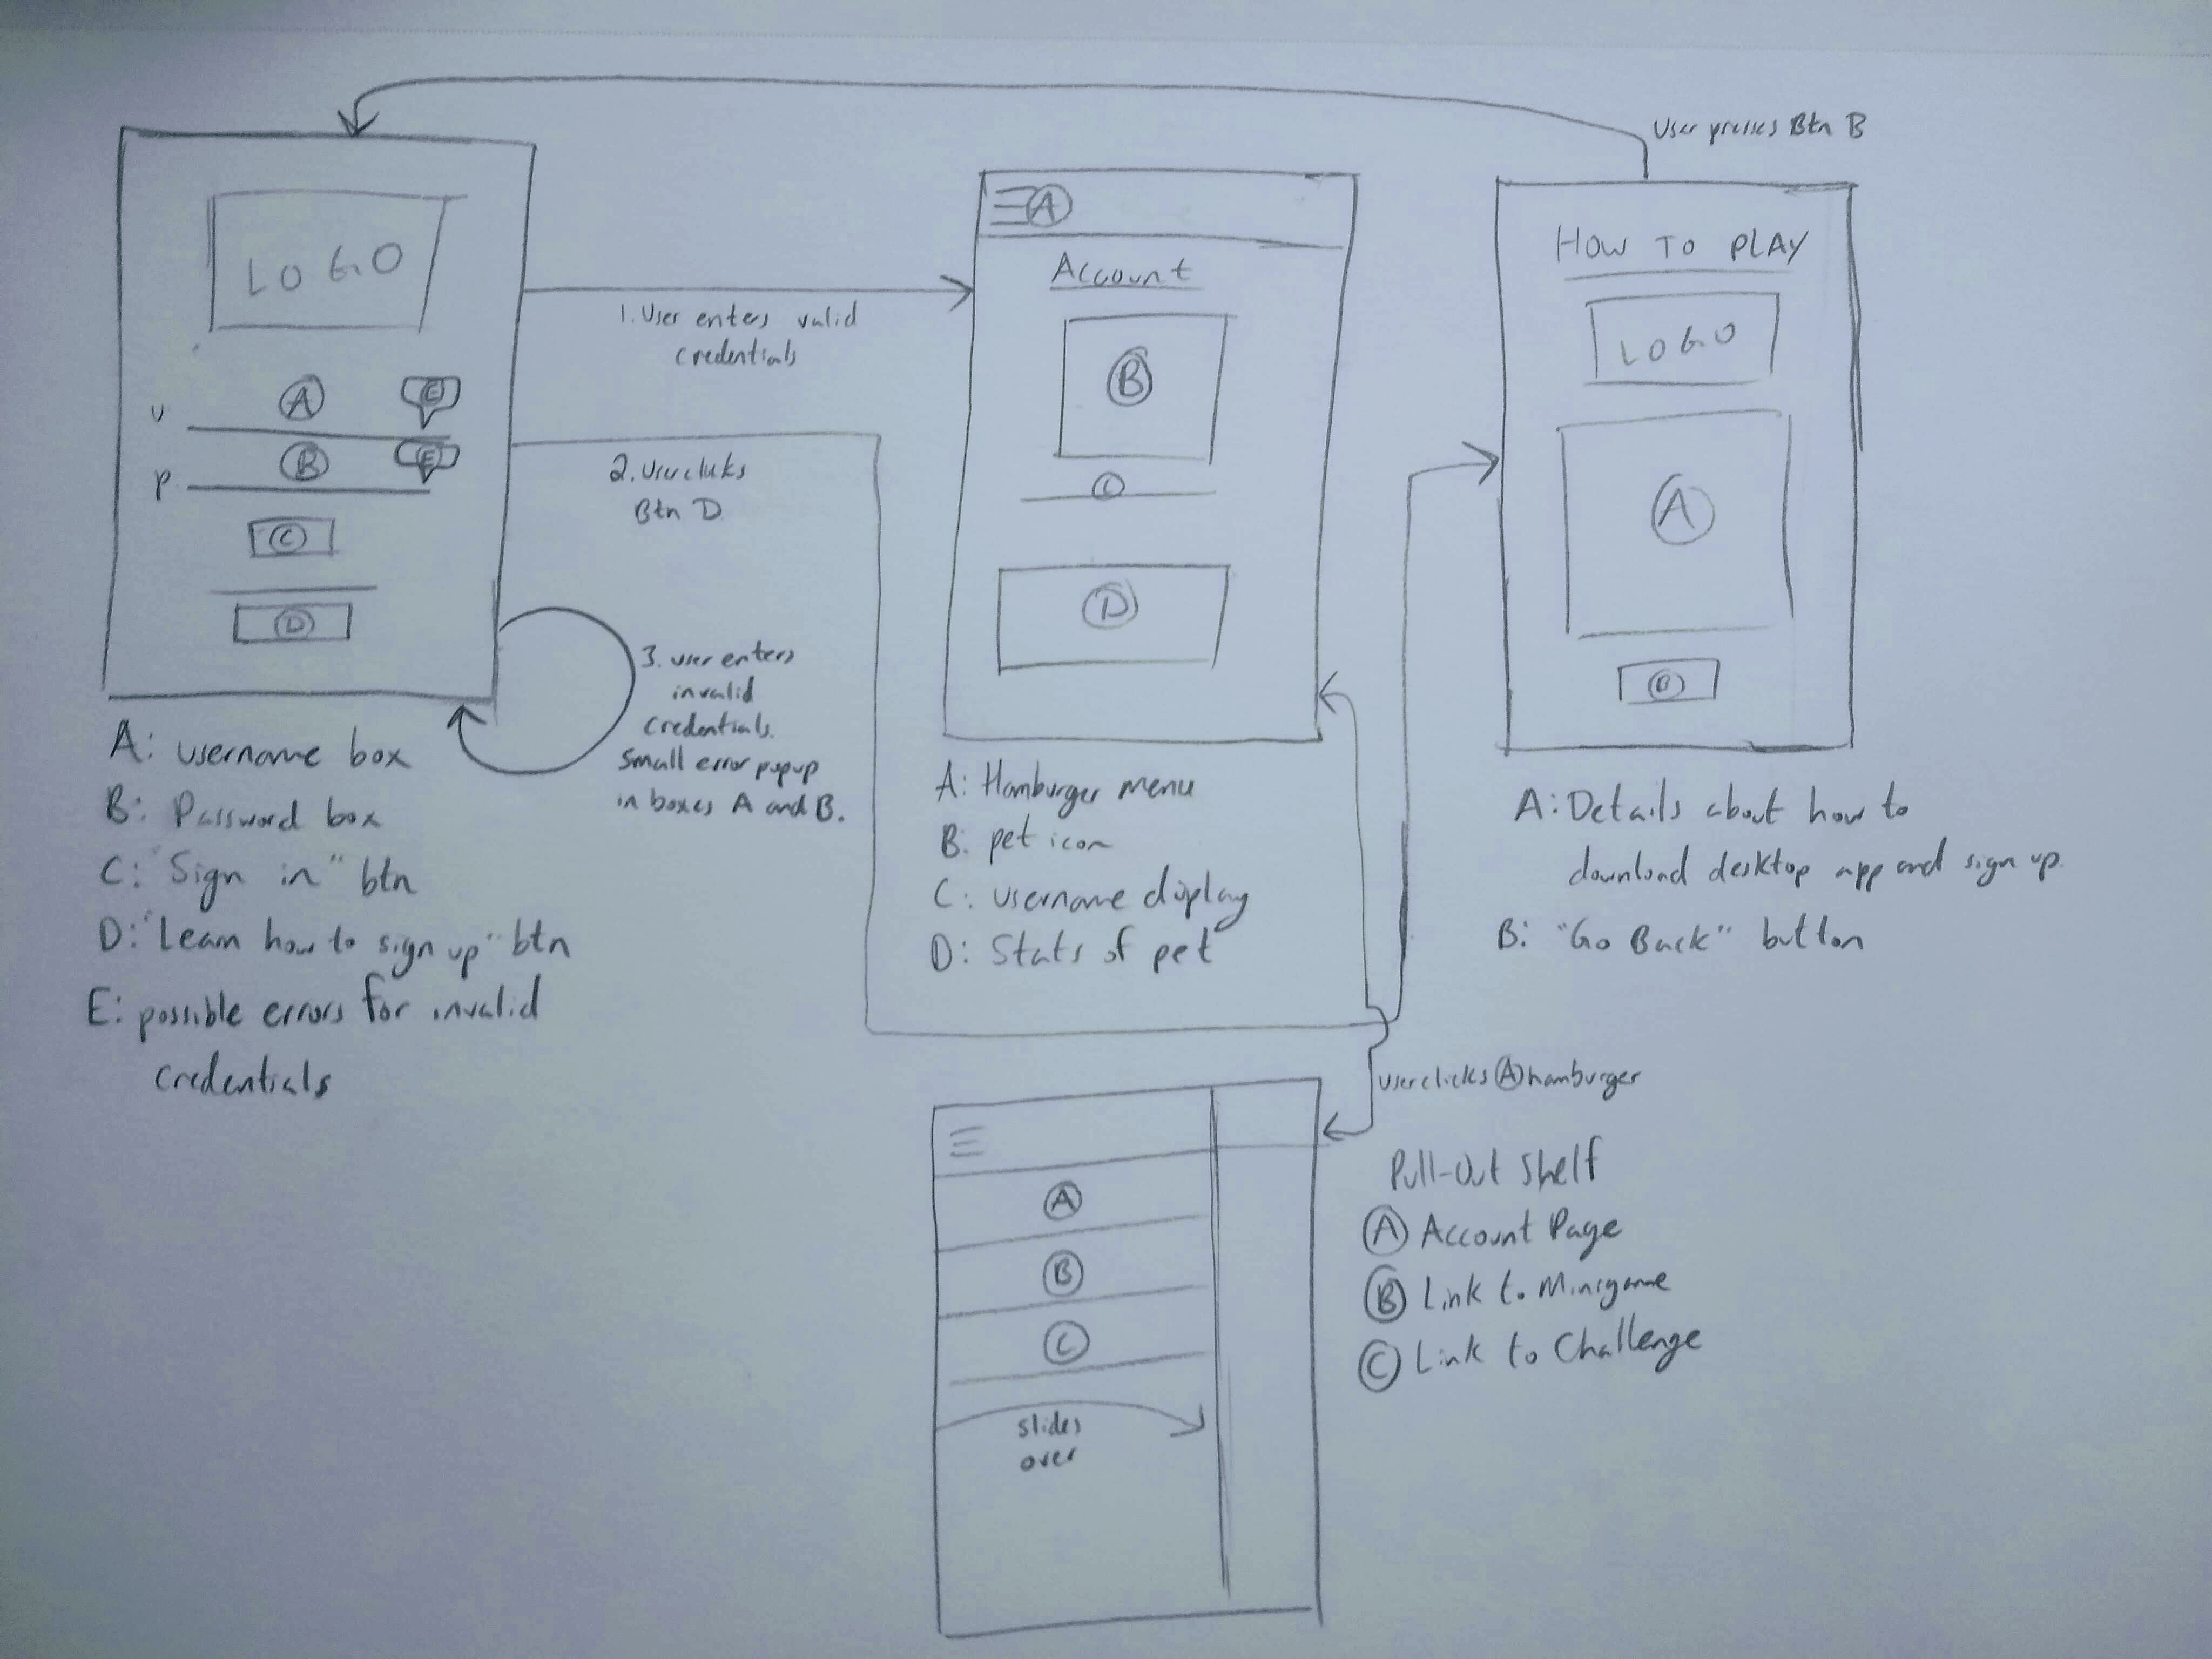 User presses Btn B
LOGO
U
A
E
P
B
E
C
D
1. User enters valid
credentials
2. User clicks
Btn D
3. user enters
invalid
credentials.
Small error popup
in boxes A and B.
A: username box
B: Password box
C: "Sign in" btn
D: "Learn how to sign up" btn
E: possible errors for invalid
credentials
A
Account
B
C
D
A: Hamburger menu
B: pet icon
C: username display
D: Stats of pet
HOW TO PLAY
LOGO
A
B
A: Details about how to
download desktop app and sign up.
B: "Go Back" button
user clicks A hamburger
A
B
C
slides
over
Pull-Out Shelf
A Account Page
B Link to Minigame
C Link to Challenge